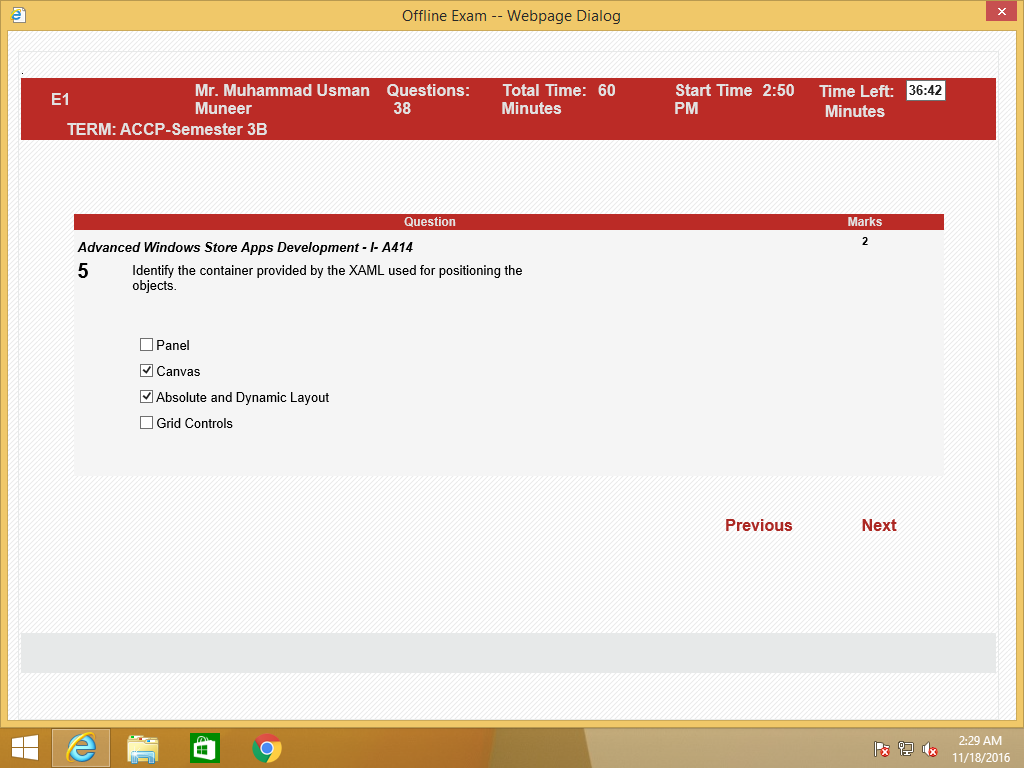 Offline Exam -- Webpage Dialog
.
E1
Mr. Muhammad Usman Muneer
Questions: 38
Total Time: 60 Minutes
Start Time 2:50 PM
Time Left: 36:42 Minutes
TERM: ACCP-Semester 3B
Question Marks
Advanced Windows Store Apps Development - I- A414 2
5 Identify the container provided by the XAML used for positioning the
objects.
Panel
Canvas
Absolute and Dynamic Layout
Grid Controls
Previous Next
2:29 AM
11/18/2016